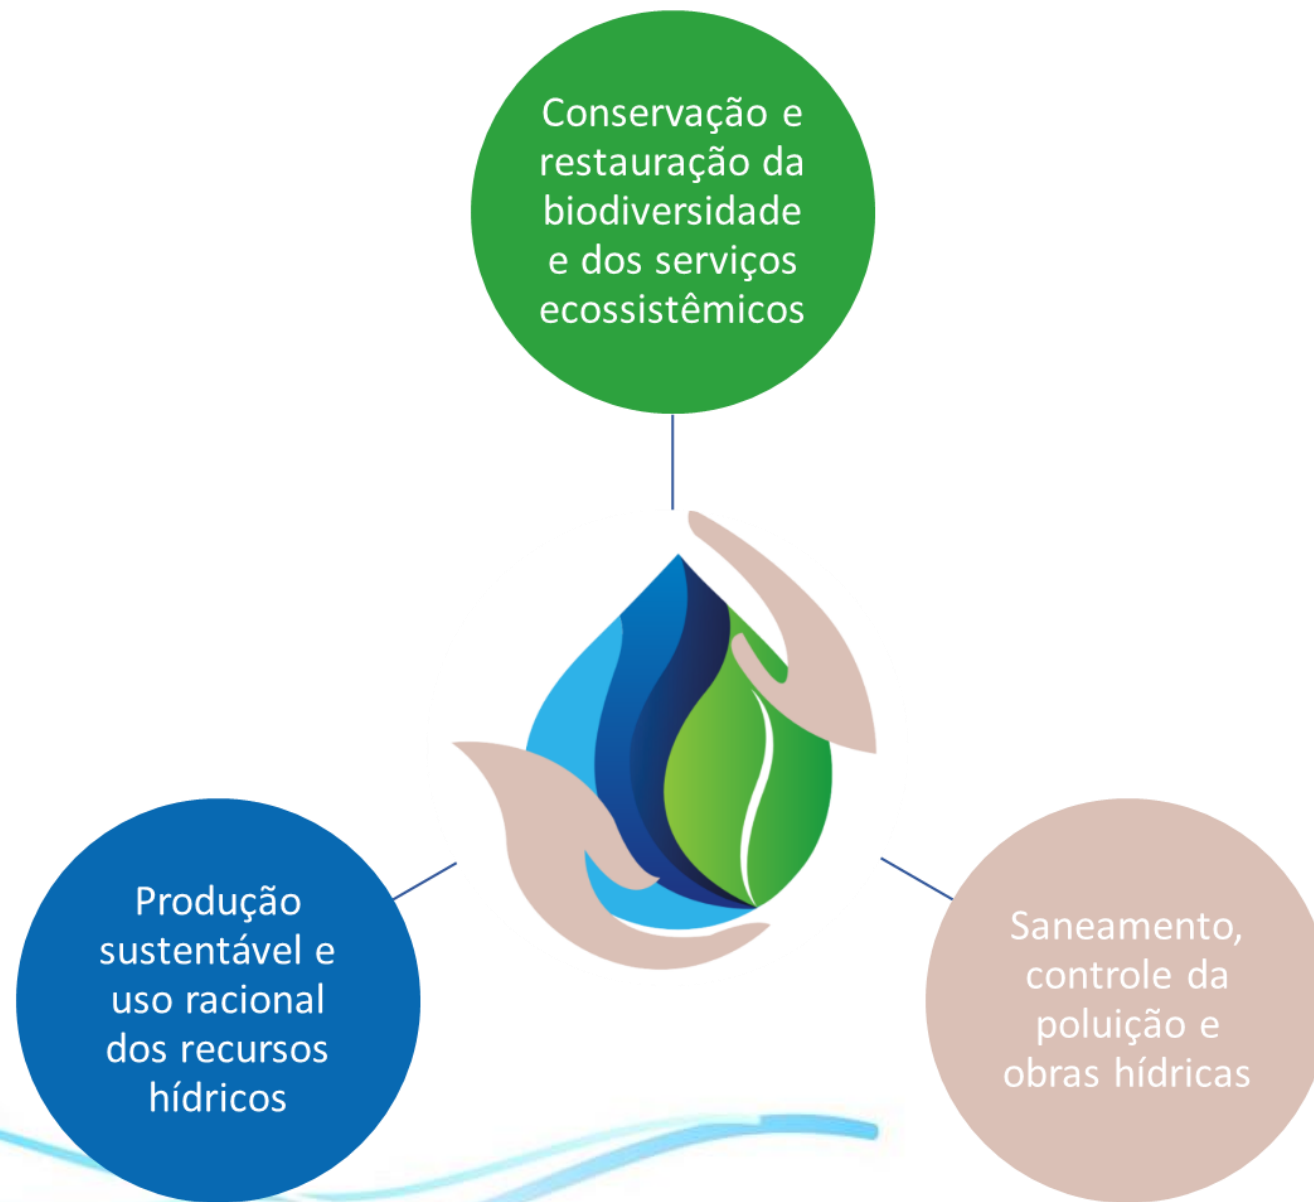 Conservação e
restauração da
biodiversidade
e dos serviços
ecossistêmicos
Produção
sustentável e
uso racional
dos recursos
hídricos
Saneamento,
controle da
poluição e
obras hídricas